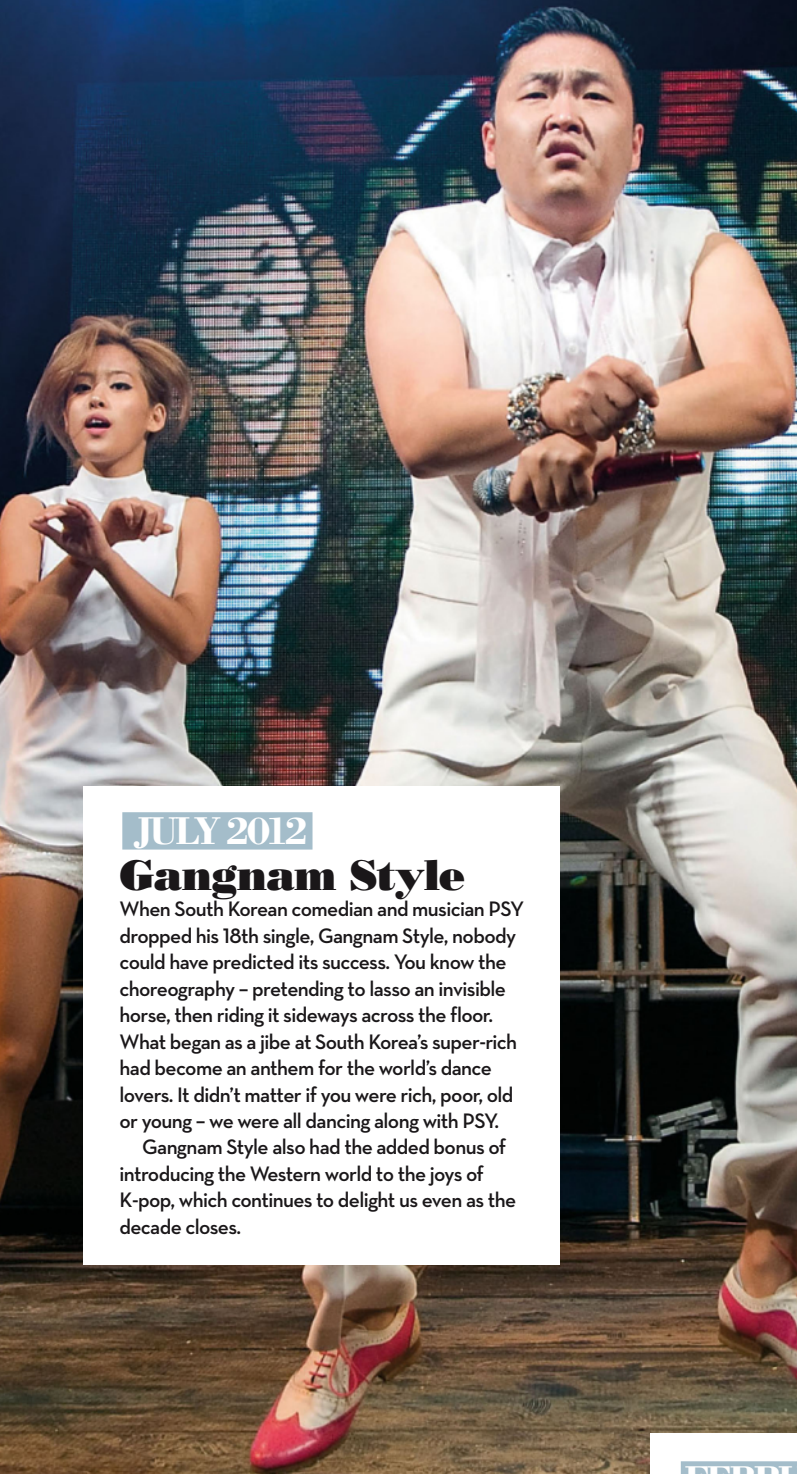 JULY 2012
Gangnam Style
When South Korean comedian and musician PSY
dropped his 18th single, Gangnam Style, nobody
could have predicted its success. You know the
choreography – pretending to lasso an invisible
horse, then riding it sideways across the floor.
What began as a jibe at South Korea’s super-rich
had become an anthem for the world’s dance
lovers. It didn’t matter if you were rich, poor, old
or young – we were all dancing along with PSY.
Gangnam Style also had the added bonus of
introducing the Western world to the joys of
K-pop, which continues to delight us even as the
decade closes.